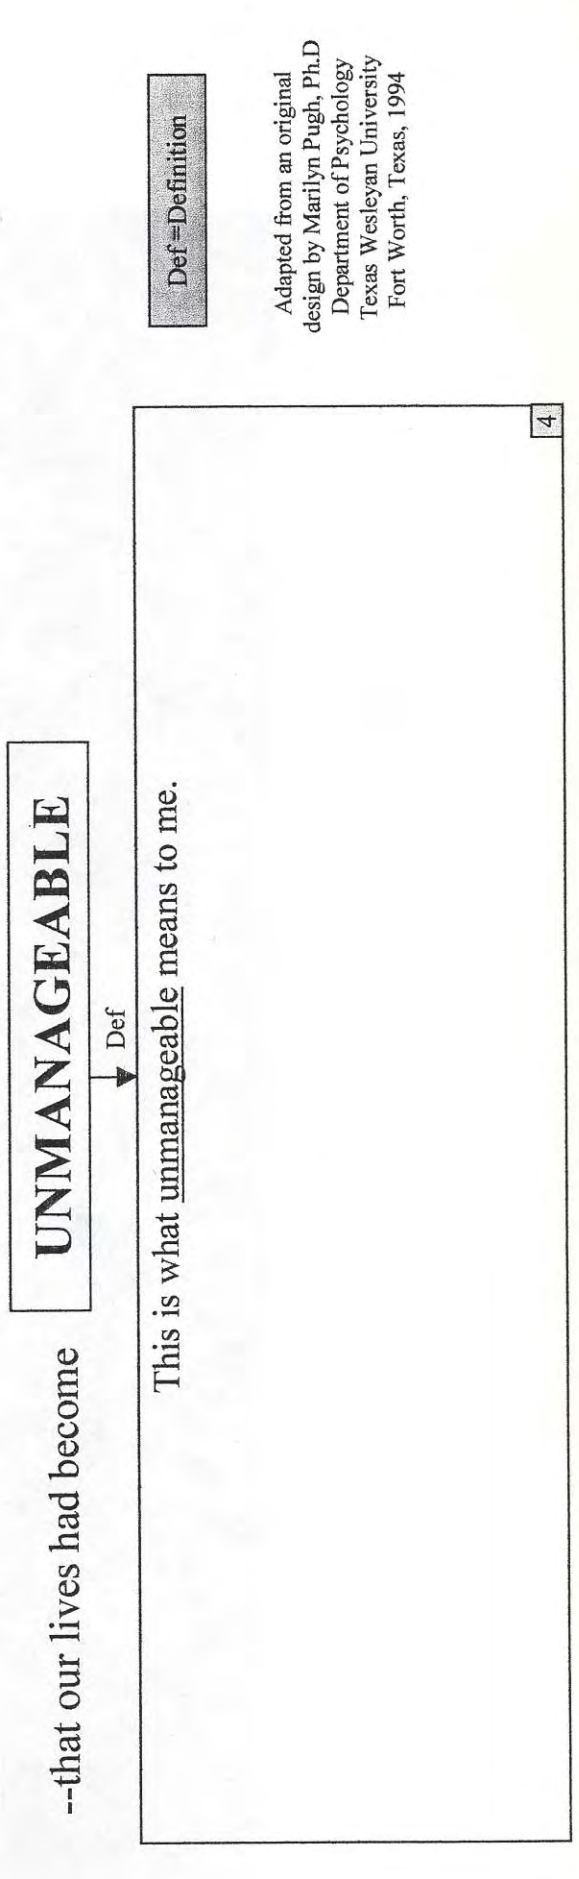 --that our lives had become UNMANAGEABLE
Def
This is what unmanageable means to me.
4
Def=Definition
Adapted from an original
design by Marilyn Pugh, Ph.D
Department of Psychology
Texas Wesleyan University
Fort Worth, Texas, 1994